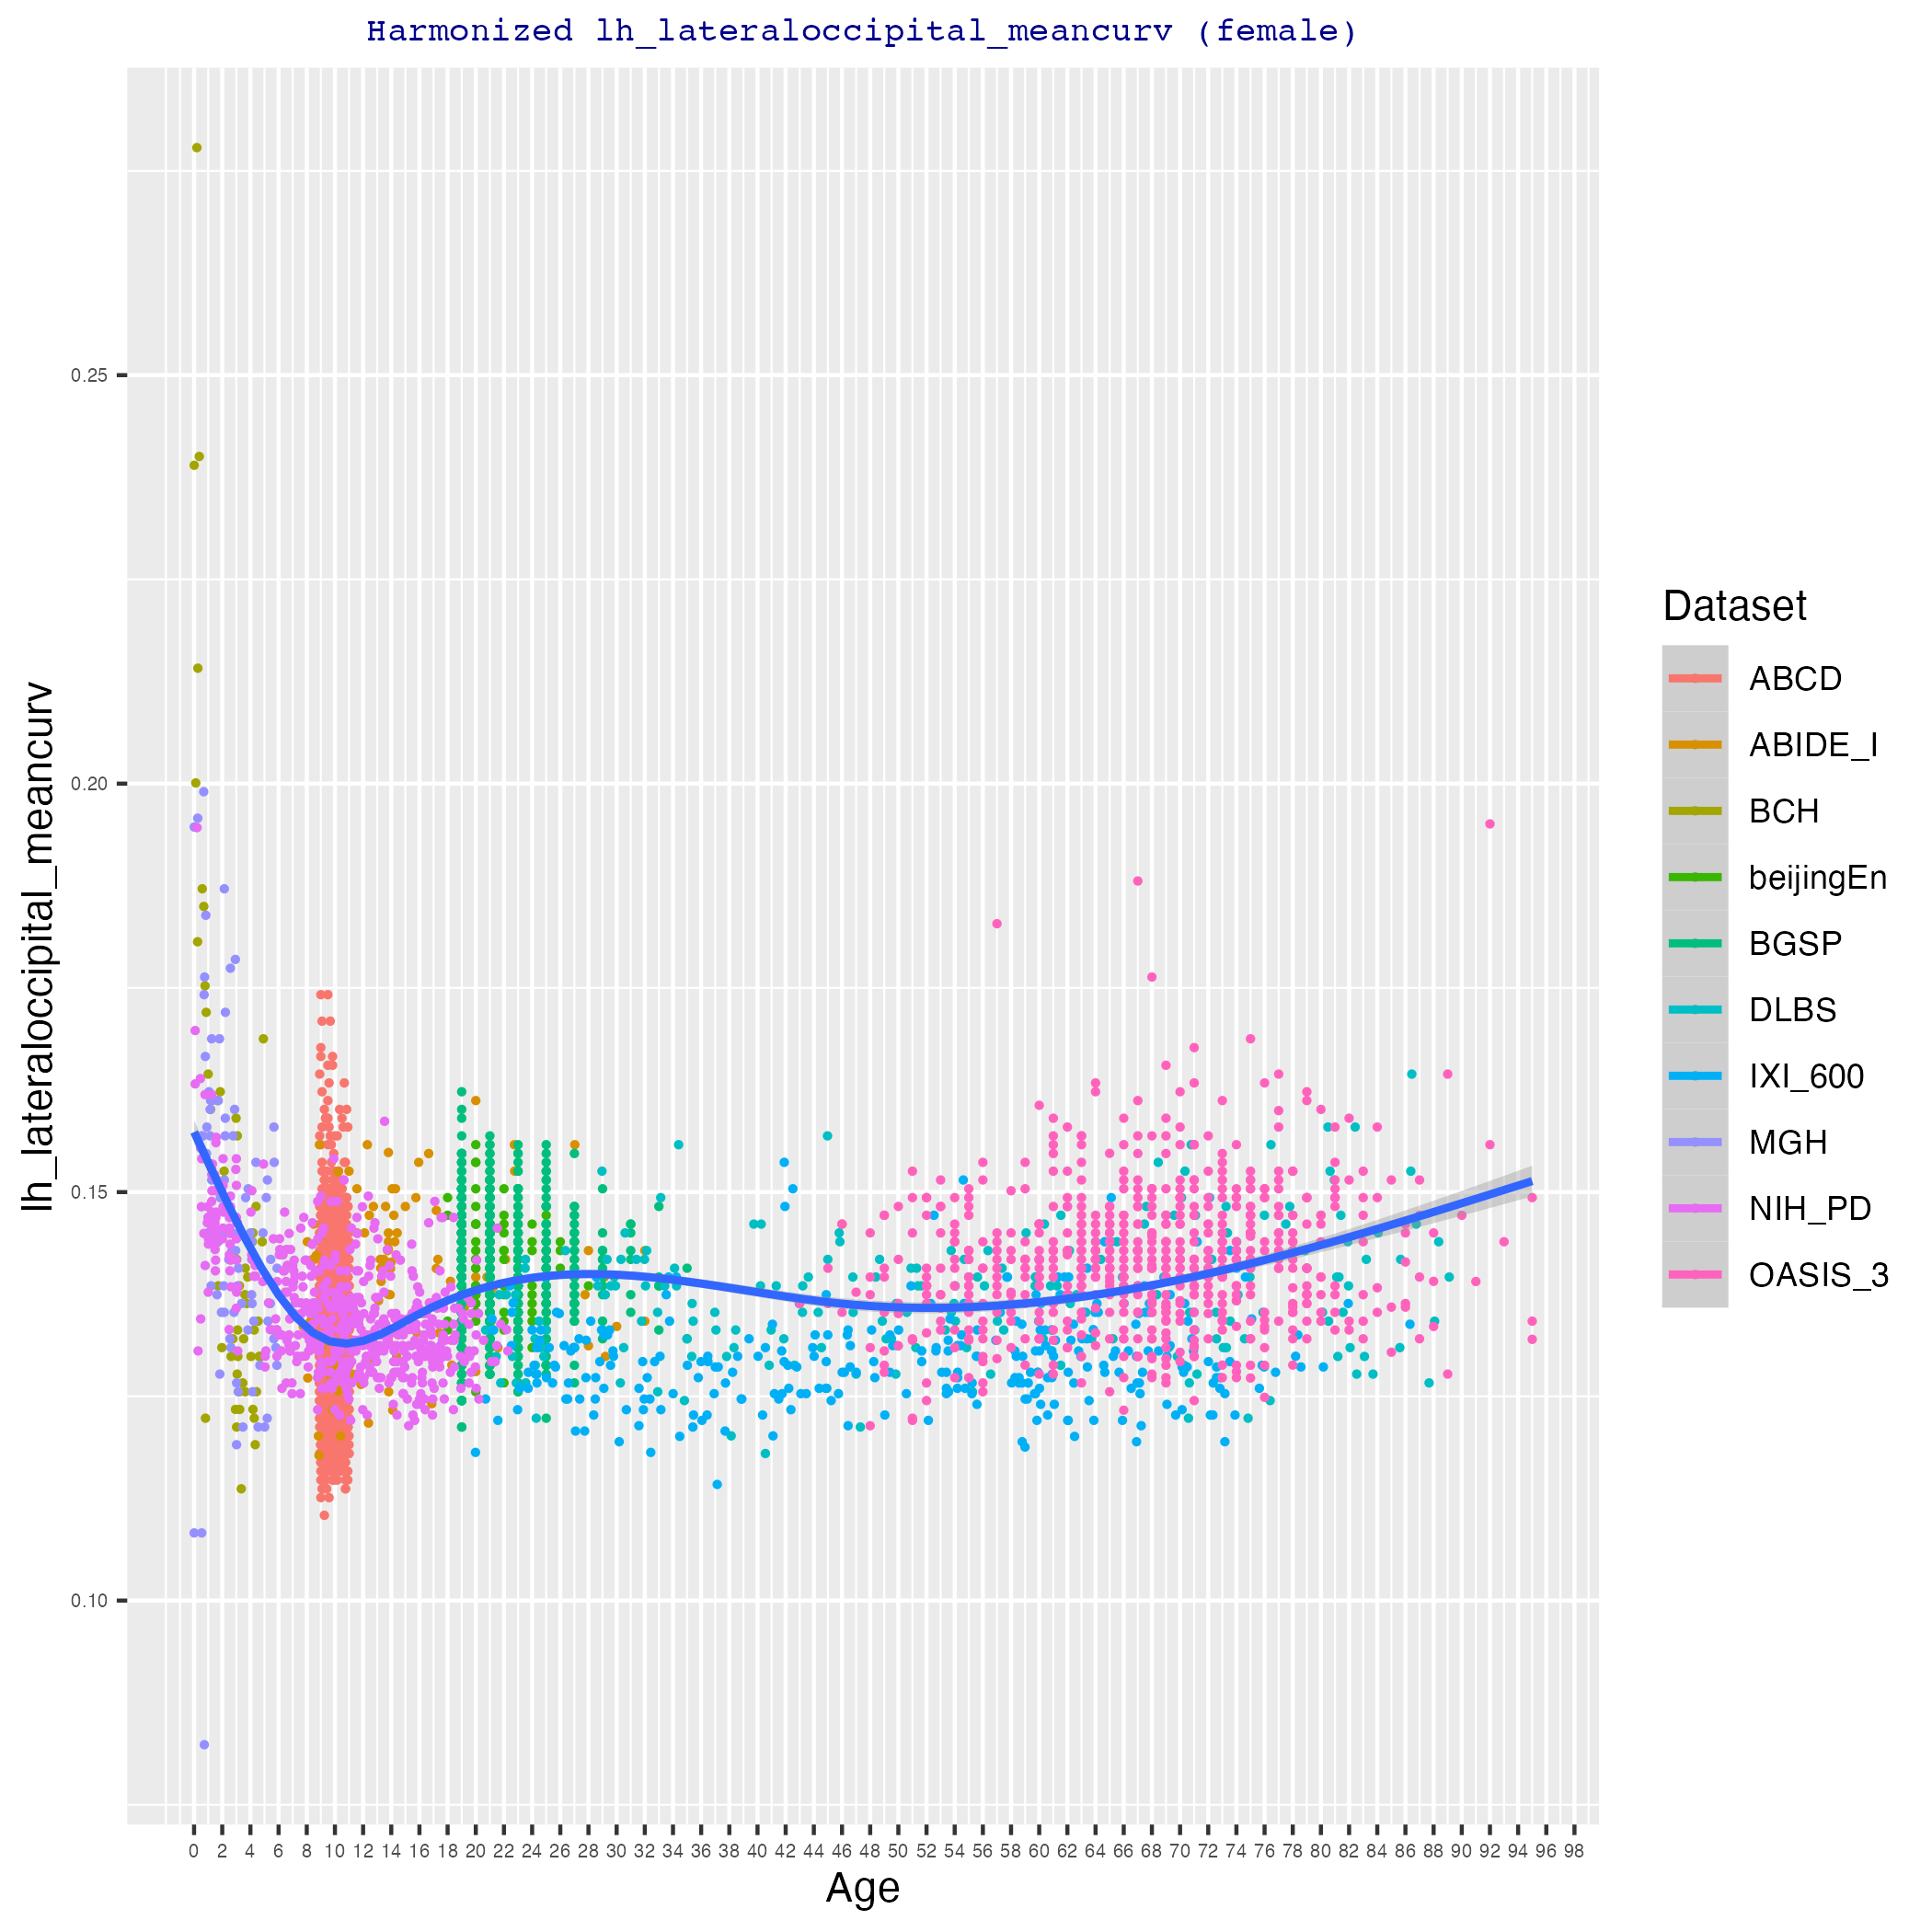 Harmonized lh_lateraloccipital_meancurv (female)
lh_lateraloccipital_meancurv
0.25
0.20
0.15
0.10
0 2 4 6 8 10 12 14 16 18 20 22 24 26 28 30 32 34 36 38 40 42 44 46 48 50 52 54 56 58 60 62 64 66 68 70 72 74 76 78 80 82 84 86 88 90 92 94 96 98
Age
Dataset
ABCD
ABIDE_I
BCH
beijingEn
BGSP
DLBS
IXI_600
MGH
NIH_PD
OASIS_3